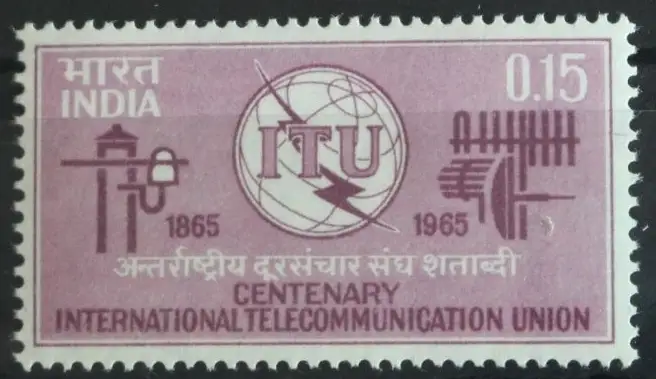 भारत
INDIA
0.15
ITU
1865
1965
अन्तर्राष्ट्रीय दूरसंचार संघ शताब्दी
CENTENARY
INTERNATIONAL TELECOMMUNICATION UNION